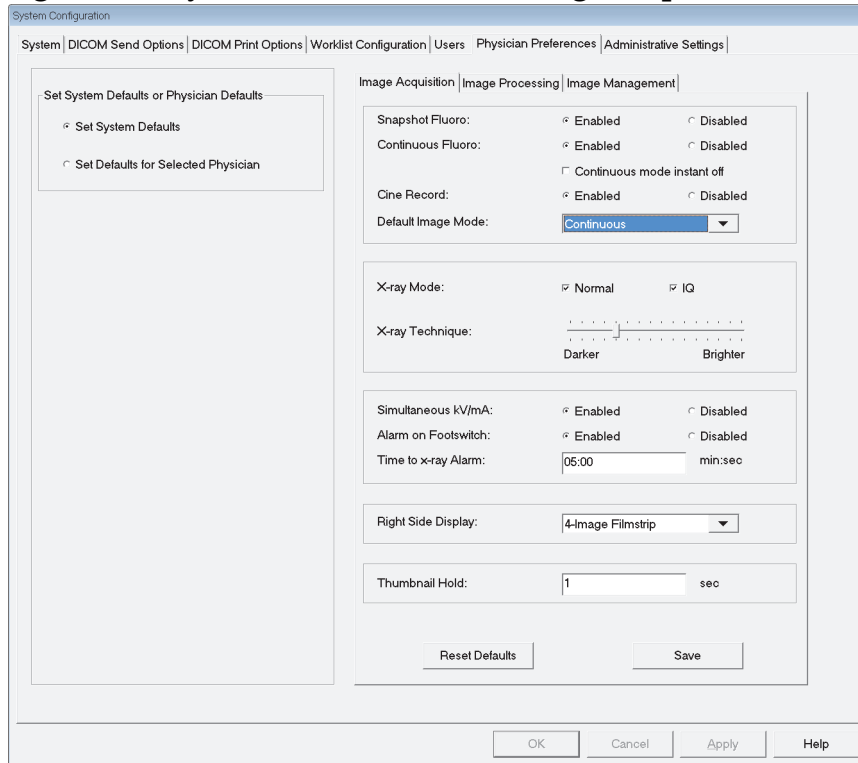 System Configuration
System DICOM Send Options DICOM Print Options Worklist Configuration Users Physician Preferences Administrative Settings
Set System Defaults or Physician Defaults
Set System Defaults
Set Defaults for Selected Physician
Image Acquisition Image Processing Image Management
Snapshot Fluoro: Enabled Disabled
Continuous Fluoro: Enabled Disabled
Continuous mode instant off
Cine Record: Enabled Disabled
Default Image Mode: Continuous
X-ray Mode: Normal IQ
X-ray Technique:
Darker Brighter
Simultaneous kV/mA: Enabled Disabled
Alarm on Footswitch: Enabled Disabled
Time to x-ray Alarm: 05:00 min:sec
Right Side Display: 4-Image Filmstrip
Thumbnail Hold: 1 sec
Reset Defaults Save
OK Cancel Apply Help